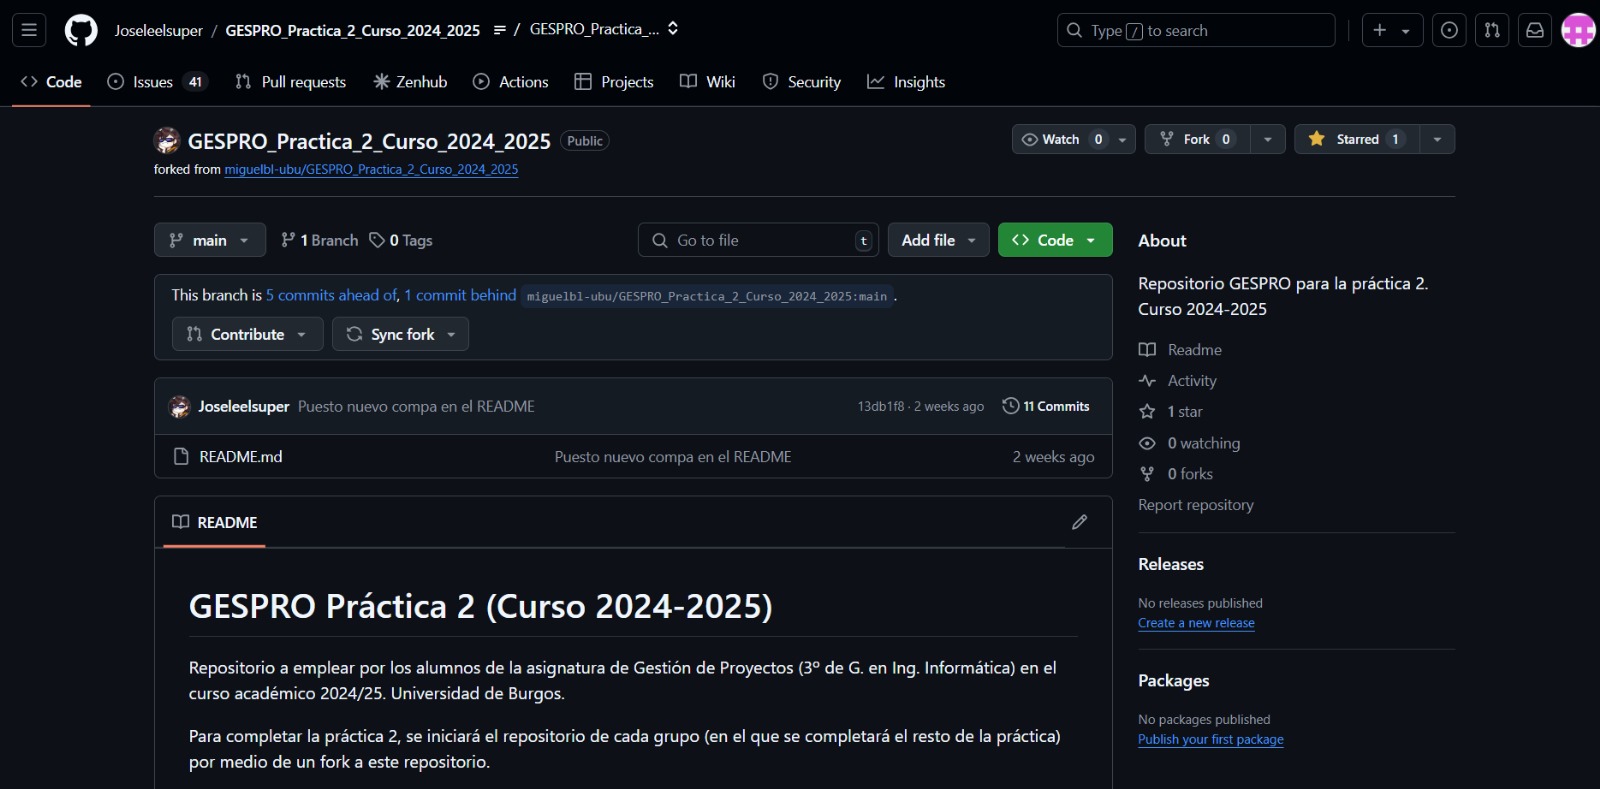 Joseleelsuper / GESPRO_Practica_2_Curso_2024_2025 / GESPRO_Practica_...
Type / to search
Code
Issues 41
Pull requests
Zenhub
Actions
Projects
Wiki
Security
Insights
GESPRO_Practica_2_Curso_2024_2025 Public
Watch 0
Fork 0
Starred 1
forked from miguelbl-ubu/GESPRO_Practica_2_Curso_2024_2025
main
1 Branch
0 Tags
Go to file t
Add file
Code
This branch is 5 commits ahead of, 1 commit behind miguelbl-ubu/GESPRO_Practica_2_Curso_2024_2025:main .
Contribute
Sync fork
Joseleelsuper Puesto nuevo compa en el README 13db1f8 · 2 weeks ago 11 Commits
README.md Puesto nuevo compa en el README 2 weeks ago
README
GESPRO Práctica 2 (Curso 2024-2025)
Repositorio a emplear por los alumnos de la asignatura de Gestión de Proyectos (3º de G. en Ing. Informática) en el
curso académico 2024/25. Universidad de Burgos.
Para completar la práctica 2, se iniciará el repositorio de cada grupo (en el que se completará el resto de la práctica)
por medio de un fork a este repositorio.
About
Repositorio GESPRO para la práctica 2.
Curso 2024-2025
Readme
Activity
1 star
0 watching
0 forks
Report repository
Releases
No releases published
Create a new release
Packages
No packages published
Publish your first package